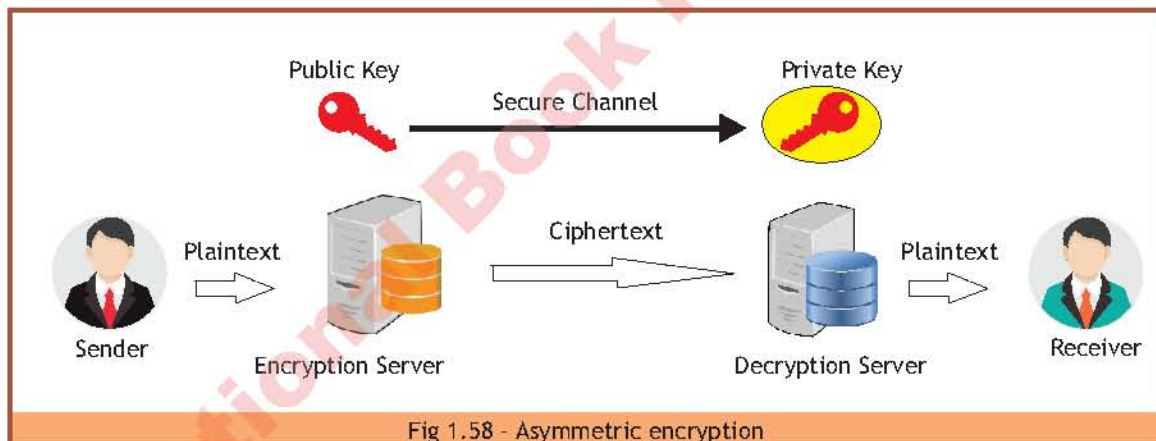 Public Key
Private Key
Secure Channel
Ciphertext
Plaintext
Plaintext
Sender
Encryption Server
Decryption Server
Receiver
Fig 1.58 - Asymmetric encryption